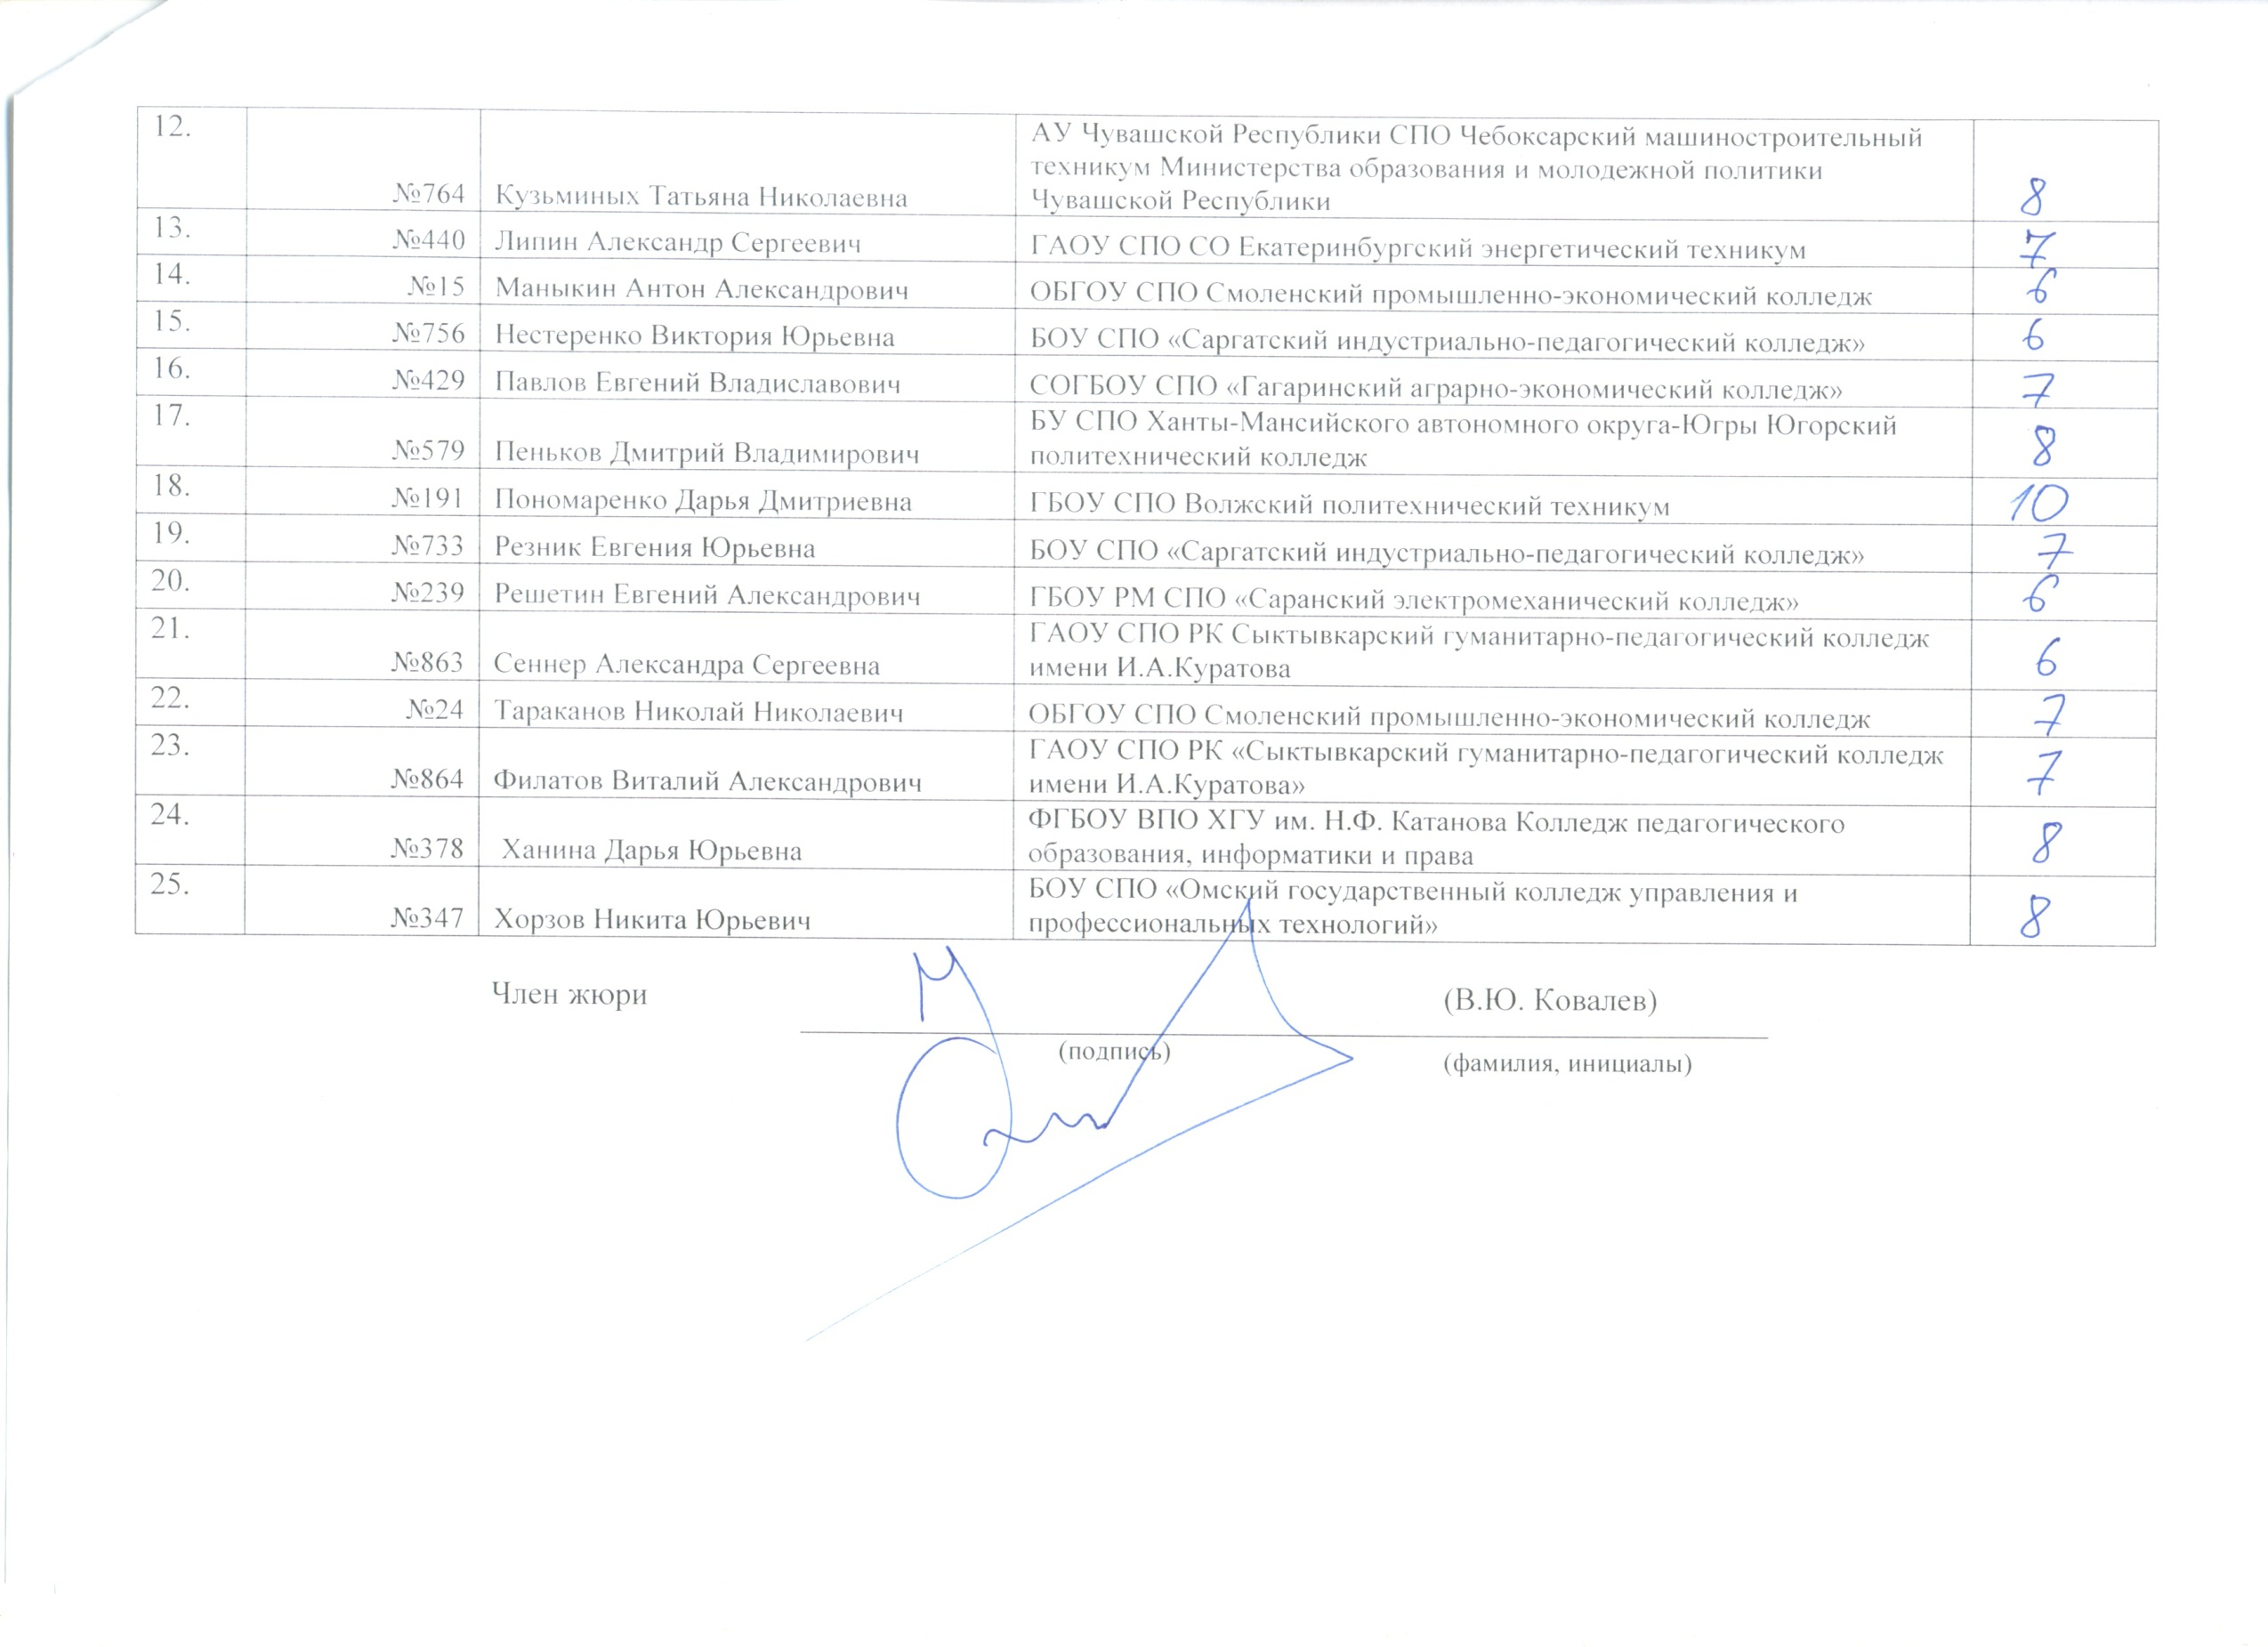 12.
АУ Чувашской Республики СПО Чебоксарский машиностроительный
техникум Министерства образования и молодежной политики
№764 Кузьминых Татьяна Николаевна Чувашской Республики 8
13. №440 Липин Александр Сергеевич ГАОУ СПО СО Екатеринбургский энергетический техникум 7
14. №15 Маныкин Антон Александрович ОБГОУ СПО Смоленский промышленно-экономический колледж 6
15. №756 Нестеренко Виктория Юрьевна БОУ СПО «Саргатский индустриально-педагогический колледж» 6
16. №429 Павлов Евгений Владиславович СОГБОУ СПО «Гагаринский аграрно-экономический колледж» 7
17. БУ СПО Ханты-Мансийского автономного округа-Югры Югорский
№579 Пеньков Дмитрий Владимирович политехнический колледж 8
18. №191 Пономаренко Дарья Дмитриевна ГБОУ СПО Волжский политехнический техникум 10
19. №733 Резник Евгения Юрьевна БОУ СПО «Саргатский индустриально-педагогический колледж» 7
20. №239 Решетин Евгений Александрович ГБОУ РМ СПО «Саранский электромеханический колледж» 6
21. ГАОУ СПО РК Сыктывкарский гуманитарно-педагогический колледж
№863 Сеннер Александра Сергеевна имени И.А.Куратова 6
22. №24 Тараканов Николай Николаевич ОБГОУ СПО Смоленский промышленно-экономический колледж 7
23. ГАОУ СПО РК «Сыктывкарский гуманитарно-педагогический колледж
№864 Филатов Виталий Александрович имени И.А.Куратова» 7
24. ФГБОУ ВПО ХГУ им. Н.Ф. Катанова Колледж педагогического
№378 Ханина Дарья Юрьевна образования, информатики и права 8
25. БОУ СПО «Омский государственный колледж управления и
№347 Хорзов Никита Юрьевич профессиональных технологий» 8
Член жюри (В.Ю. Ковалев)
(подпись) (фамилия, инициалы)